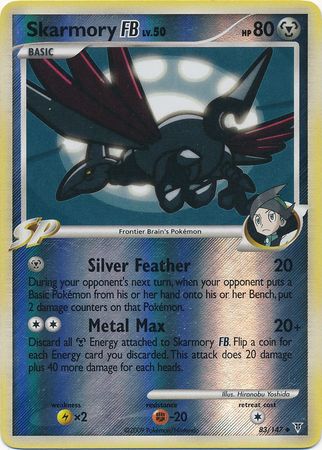 Skarmory FB LV.50 HP 80
BASIC
SP
Frontier Brain's Pokémon
Silver Feather 20
During your opponent's next turn, when your opponent puts a
Basic Pokémon from his or her hand onto his or her Bench, put
2 damage counters on that Pokémon.
Metal Max 20+
Discard all Energy attached to Skarmory FB. Flip a coin for
each Energy card you discarded. This attack does 20 damage
plus 40 more damage for each heads.
Illus. Hironobu Yoshida
weakness resistance retreat cost
×2 -20
©2009 Pokémon/Nintendo 83/147